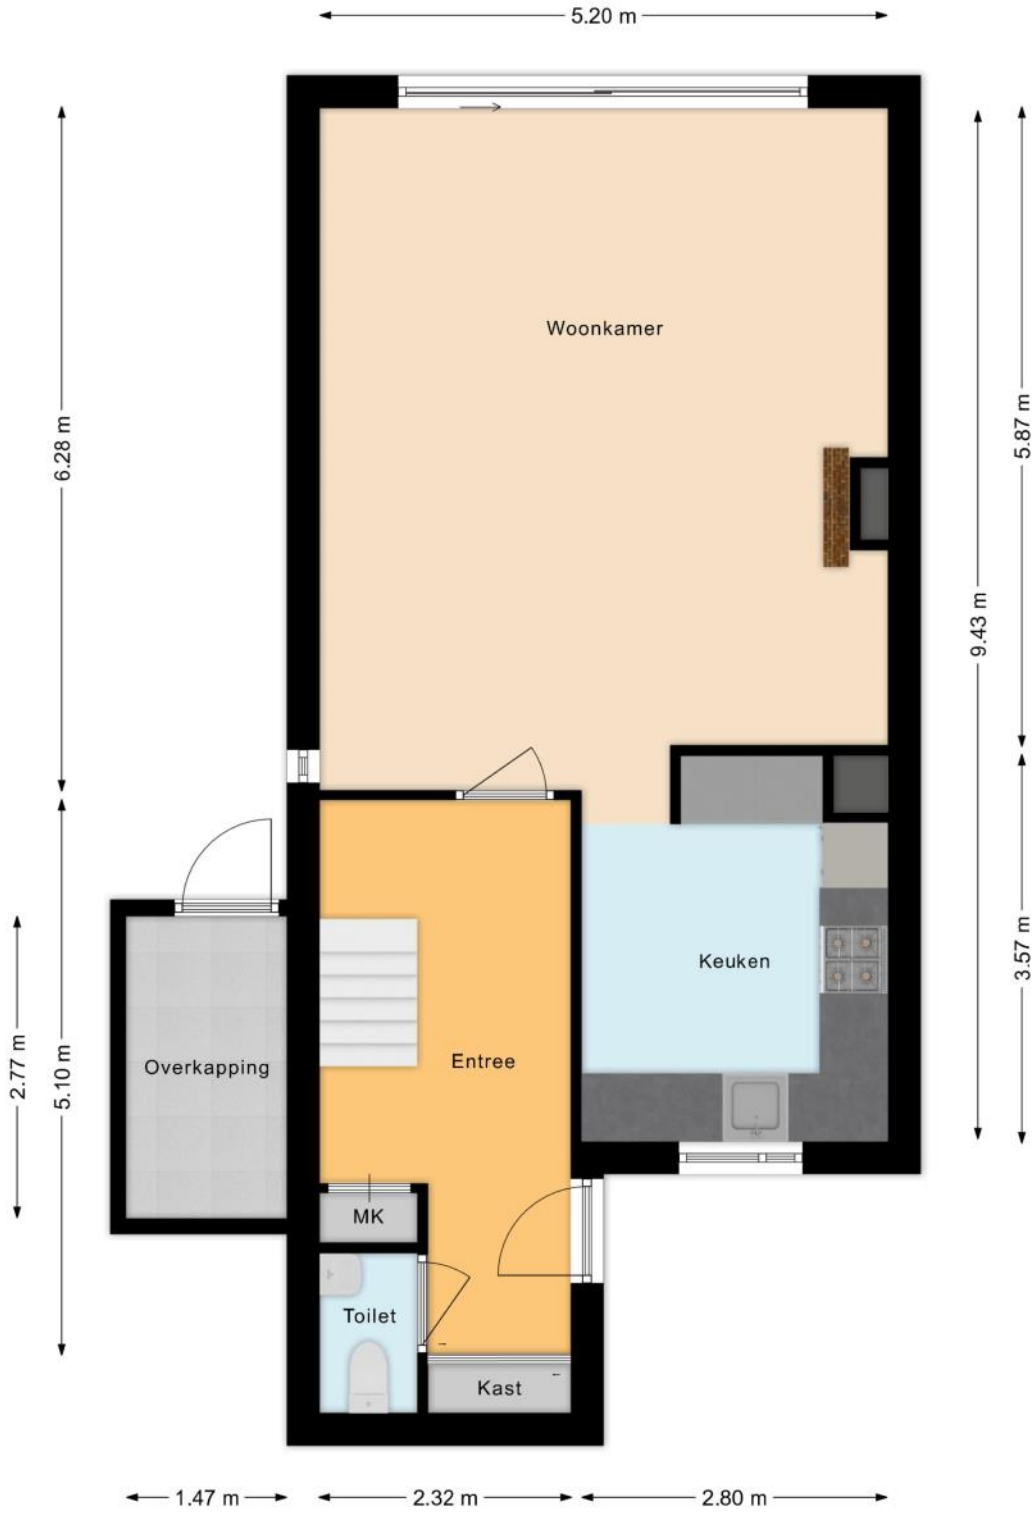 5.20 m
Woonkamer
6.28 m
5.87 m
9.43 m
Keuken
3.57 m
Entree
Overkapping
2.77 m
5.10 m
MK
Toilet
Kast
1.47 m
2.32 m
2.80 m